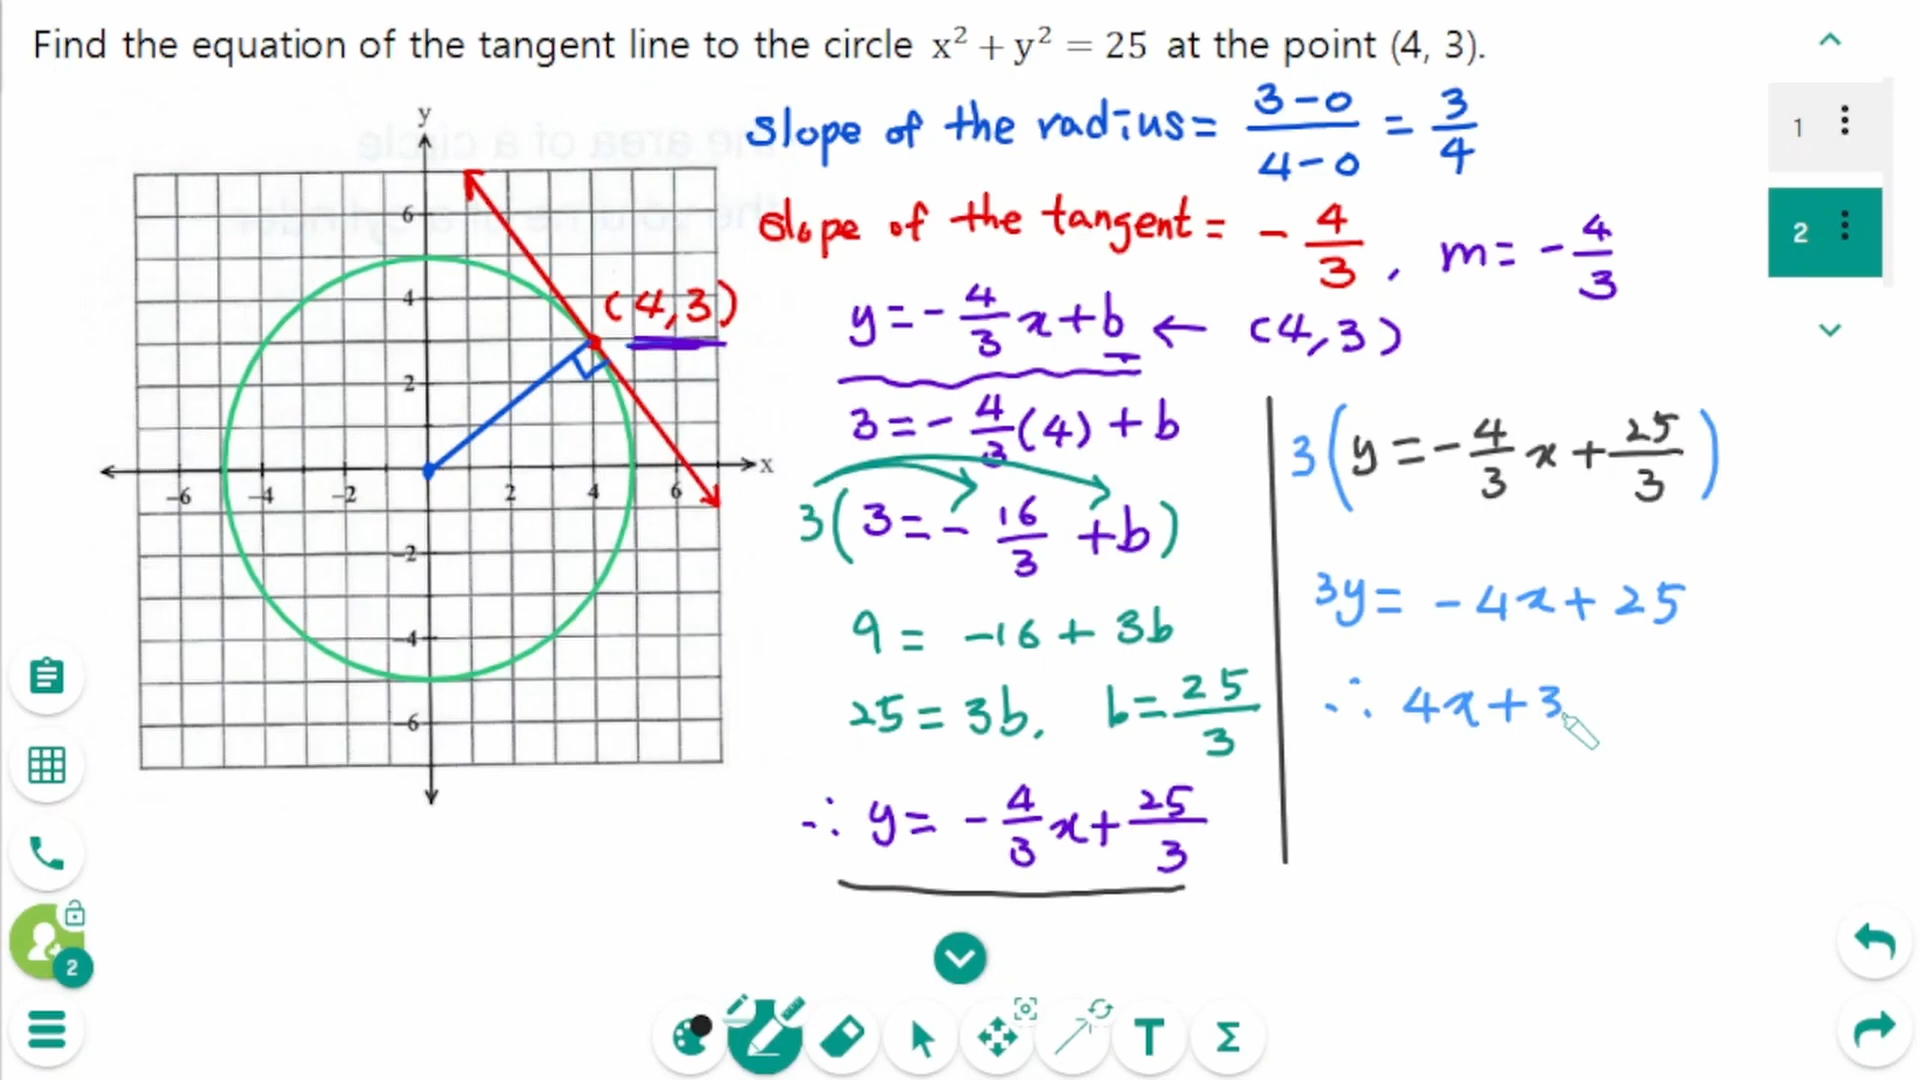 Find the equation of the tangent line to the circle x² + y² = 25 at the point (4, 3).
slope of the radius = 3-0/4-0 = 3/4
slope of the tangent = - 4/3 , m = - 4/3
y = - 4/3 x + b ← (4,3)
3 = - 4/3 (4) + b
3(3 = - 16/3 + b)
9 = -16 + 3b
25 = 3b, b = 25/3
∴ y = - 4/3 x + 25/3
3(y = - 4/3 x + 25/3)
3y = -4x + 25
∴ 4x + 3
y
6
4
(4,3)
2
x
-6 -4 -2 2 4 6
-2
-4
-6
1
2
2
T
Σ